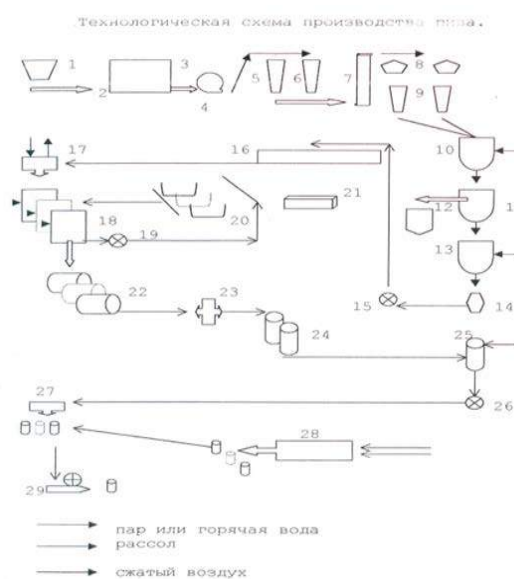 Технологическая схема производства пива.
1 3 8
2 4 5 6 7 9
10
17 16
1
12
18 19 20 21
13
22 23 15 14
24 25
27 26
28
29
пар или горячая вода
рассол
сжатый воздух